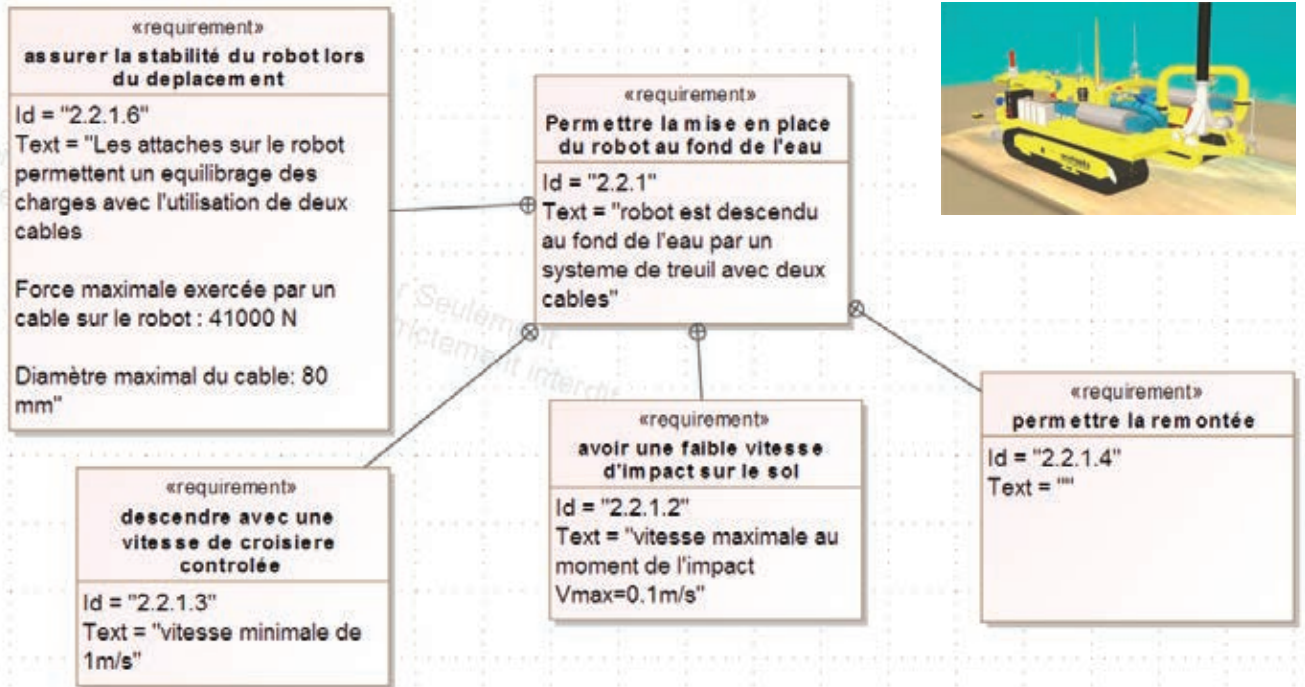 «requirement»
assurer la stabilité du robot lors
du deplacement
Id = "2.2.1.6"
Text = "Les attaches sur le robot
permettent un equilibrage des
charges avec l'utilisation de deux
cables
Force maximale exercée par un
cable sur le robot : 41000 N
Diamètre maximal du cable: 80
mm"
«requirement»
Permettre la mise en place
du robot au fond de l'eau
Id = "2.2.1"
Text = "robot est descendu
au fond de l'eau par un
systeme de treuil avec deux
cables"
r Seulement
trictement interdit
«requirement»
descendre avec une
vitesse de croisiere
controlée
Id = "2.2.1.3"
Text = "vitesse minimale de
1m/s"
«requirement»
avoir une faible vitesse
d'impact sur le sol
Id = "2.2.1.2"
Text = "vitesse maximale au
moment de l'impact
Vmax=0.1m/s"
«requirement»
permettre la remontée
Id = "2.2.1.4"
Text = ""